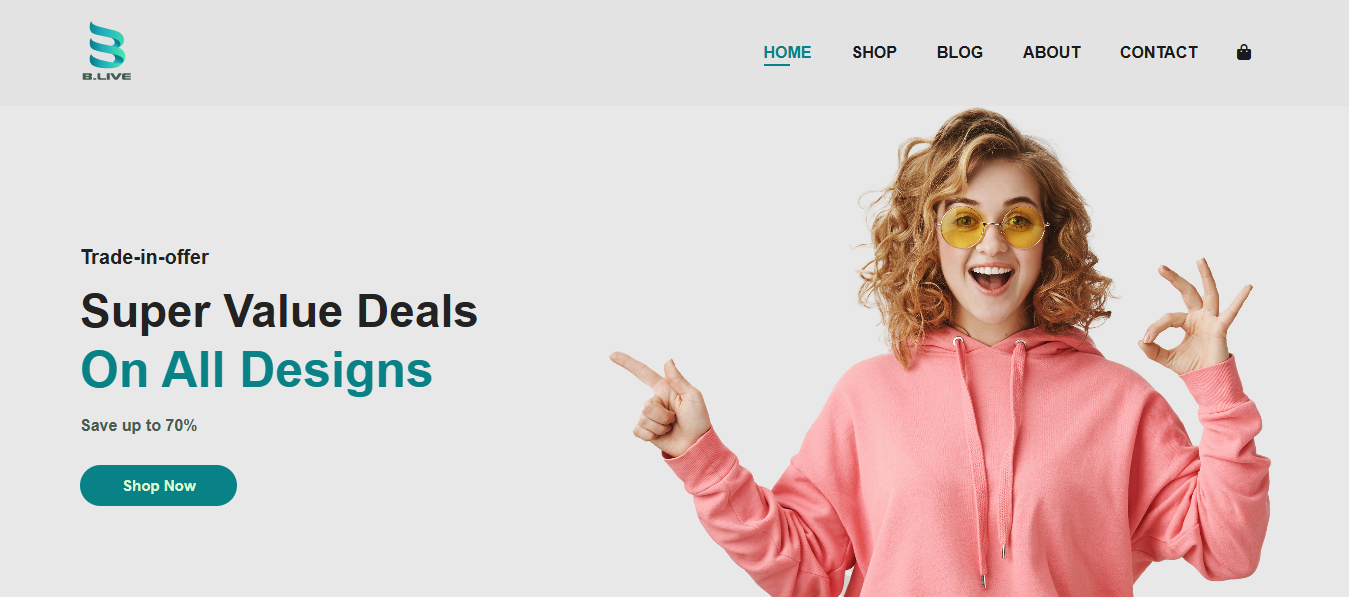 B.LIVE
HOME SHOP BLOG ABOUT CONTACT
Trade-in-offer
Super Value Deals
On All Designs
Save up to 70%
Shop Now